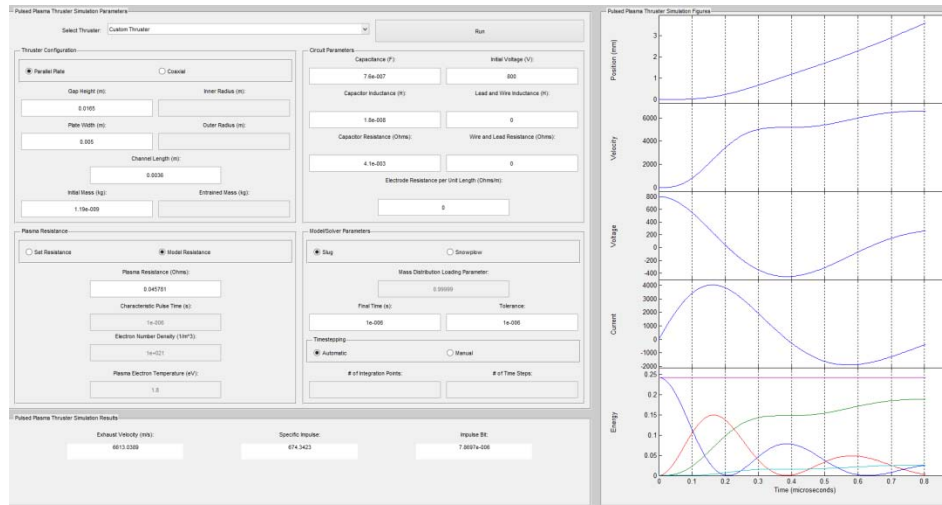 Pulsed Plasma Thruster Simulation Parameters
Select Thruster: Custom Thruster
Run
Thruster Configuration
Parallel Plate
Coaxial
Gap Height (m):
Inner Radius (m):
0.0165
Plate Width (m):
Outer Radius (m):
0.005
Channel Length (m):
0.0036
Initial Mass (kg):
Entrained Mass (kg):
1.19e-009
Circuit Parameters
Capacitance (F):
Initial Voltage (V):
7.6e-007
800
Capacitor Inductance (H):
Lead and Wire Inductance (H):
1.8e-008
0
Capacitor Resistance (Ohms):
Wire and Lead Resistance (Ohms):
4.1e-003
0
Electrode Resistance per Unit Length (Ohms/m):
0
Plasma Resistance
Set Resistance
Model Resistance
Plasma Resistance (Ohms):
0.045781
Characteristic Pulse Time (s):
1e-006
Electron Number Density (1/m^3):
1e+021
Plasma Electron Temperature (eV):
1.8
Model/Solver Parameters
Slug
Snowplow
Mass Distribution Loading Parameter:
Final Time (s):
Tolerance:
1e-006
1e-006
Timestepping
Automatic
Manual
# of Integration Points:
# of Time Steps:
Pulsed Plasma Thruster Simulation Results
Exhaust Velocity (m/s):
Specific Impulse:
Impulse Bit:
6613.0389
674.3423
7.8697e-006
Pulsed Plasma Thruster Simulation Figures
Position (mm)
3
2
1
0
Velocity
6000
4000
2000
0
Voltage
800
600
400
200
0
-200
-400
Current
4000
3000
2000
1000
0
-1000
-2000
Energy
0.25
0.2
0.15
0.1
0.05
0
0 0.1 0.2 0.3 0.4 0.5 0.6 0.7 0.8
Time (microseconds)